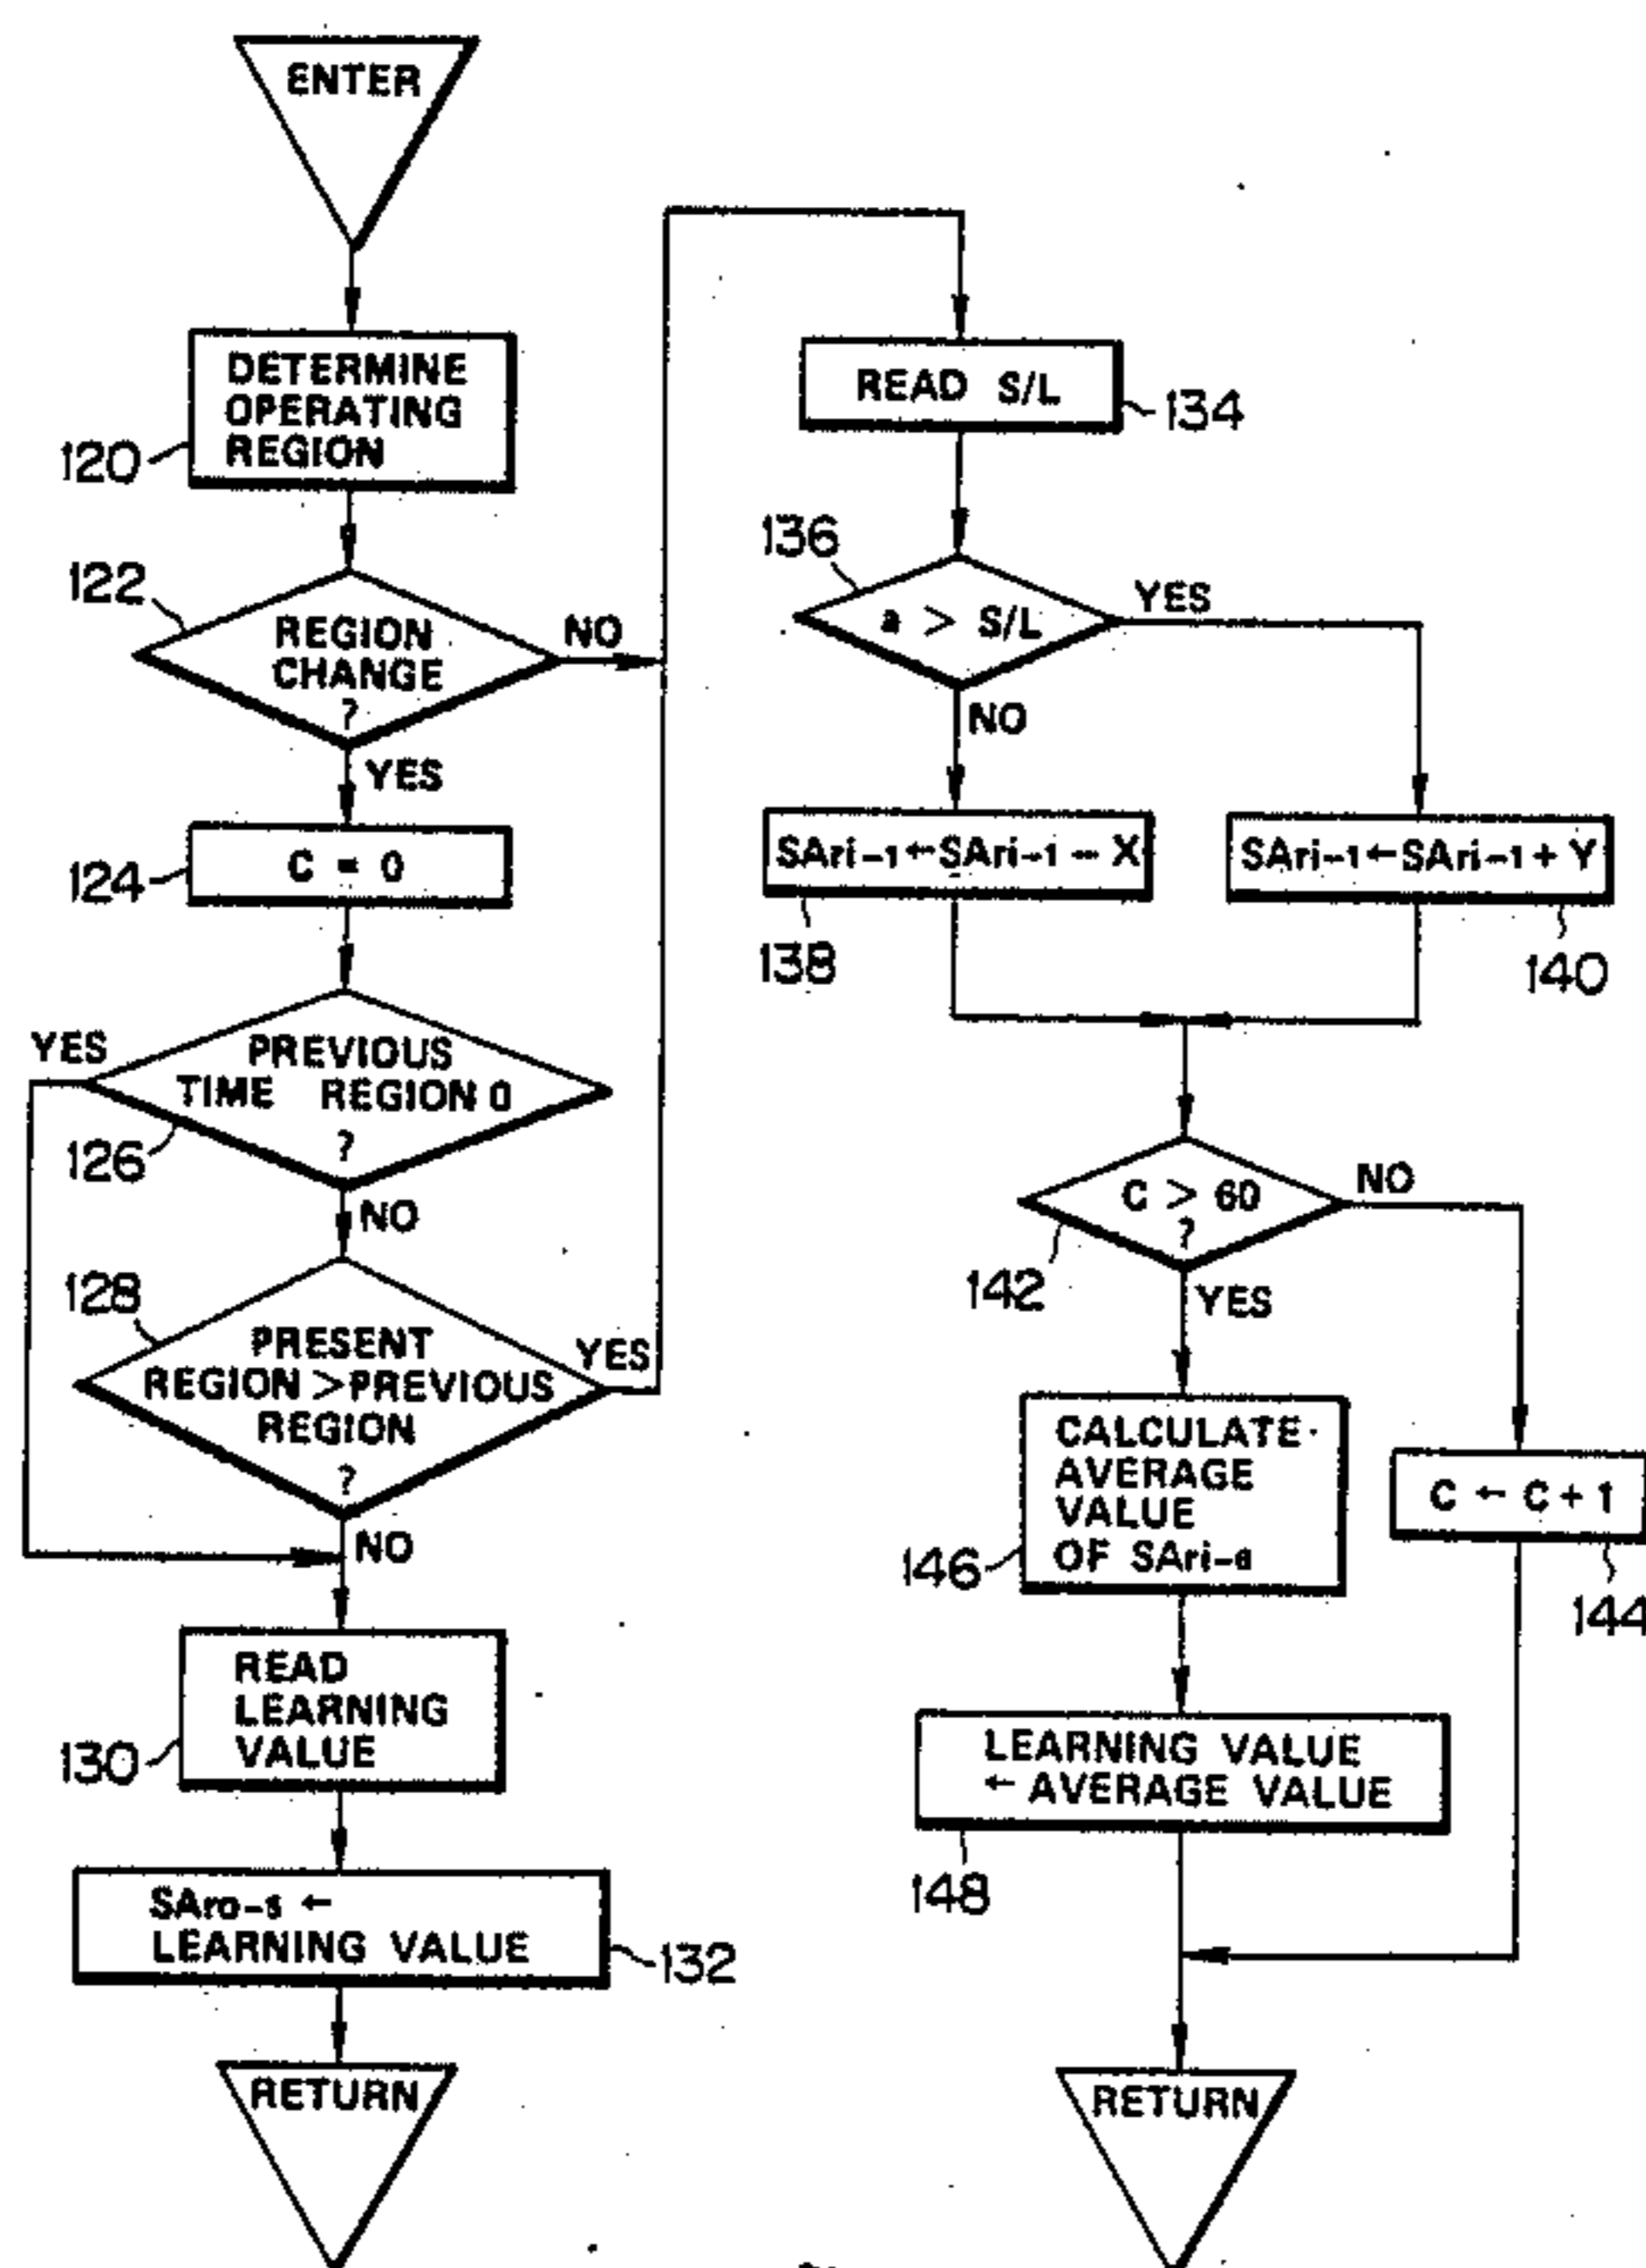 ENTER
DETERMINE
OPERATING
REGION
120
122
REGION
CHANGE
?
NO
YES
C = 0
124
YES
PREVIOUS
TIME REGION 0
?
126
NO
128
PRESENT
REGION > PREVIOUS
REGION
?
YES
NO
READ
LEARNING
VALUE
130
SAro-s ←
LEARNING VALUE
132
RETURN
READ S/L
134
136
a > S/L
YES
NO
SAri-1 ← SAri-1 - X
138
SAri-1 ← SAri-1 + Y
140
C > 60
?
142
NO
YES
CALCULATE
AVERAGE
VALUE
OF SAri-s
146
C ← C + 1
144
LEARNING VALUE
← AVERAGE VALUE
148
RETURN